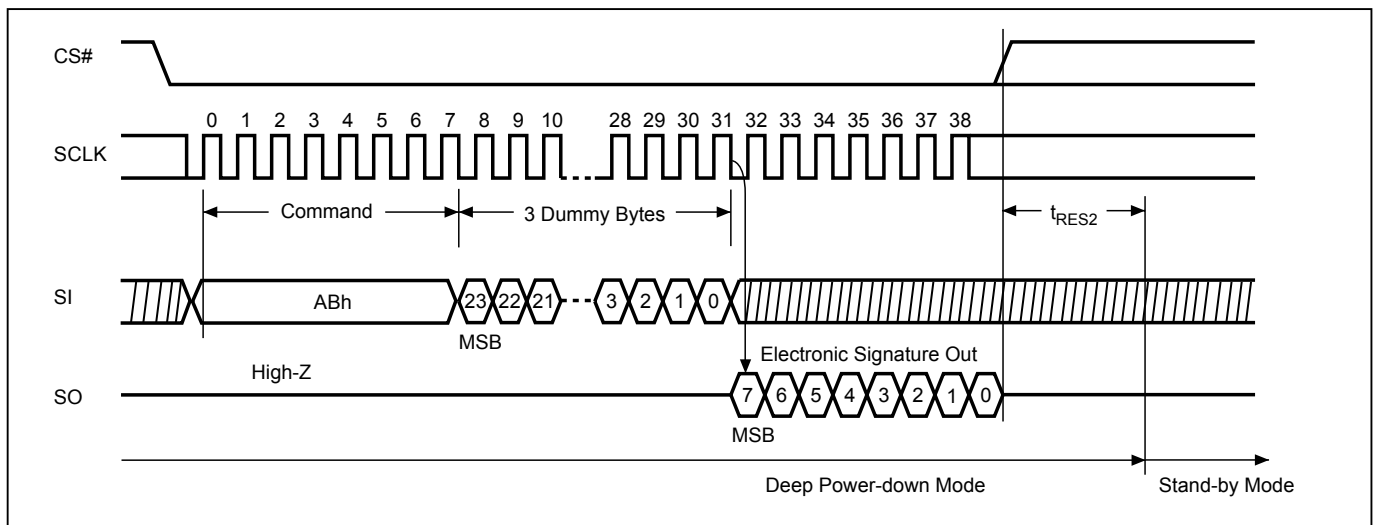 CS#
0 1 2 3 4 5 6 7 8 9 10 28 29 30 31 32 33 34 35 36 37 38
SCLK
Command
3 Dummy Bytes
tRES2
SI
ABh
23 22 21 3 2 1 0
MSB
Electronic Signature Out
High-Z
SO
7 6 5 4 3 2 1 0
MSB
Deep Power-down Mode
Stand-by Mode